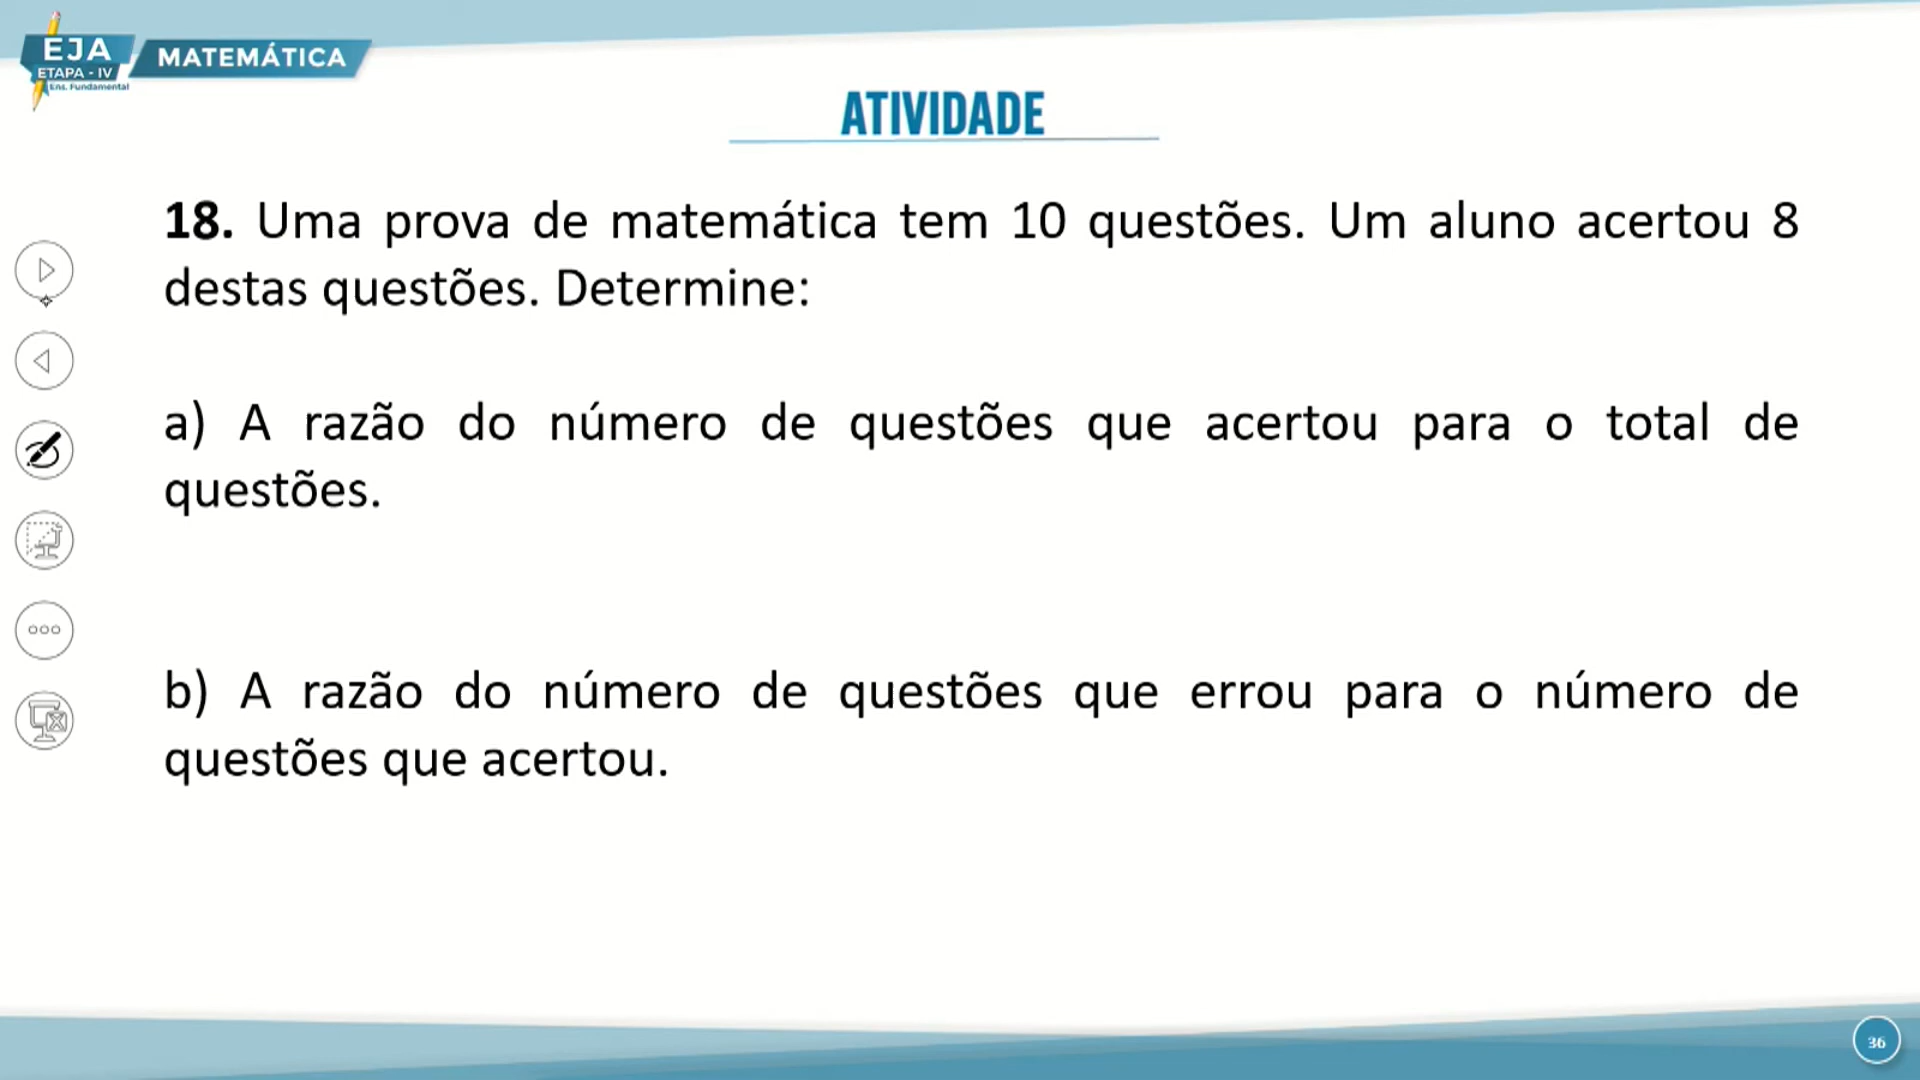 EJA
ETAPA - IV
Ens. Fundamental
MATEMÁTICA
ATIVIDADE
18. Uma prova de matemática tem 10 questões. Um aluno acertou 8
destas questões. Determine:
a) A razão do número de questões que acertou para o total de
questões.
b) A razão do número de questões que errou para o número de
questões que acertou.
36